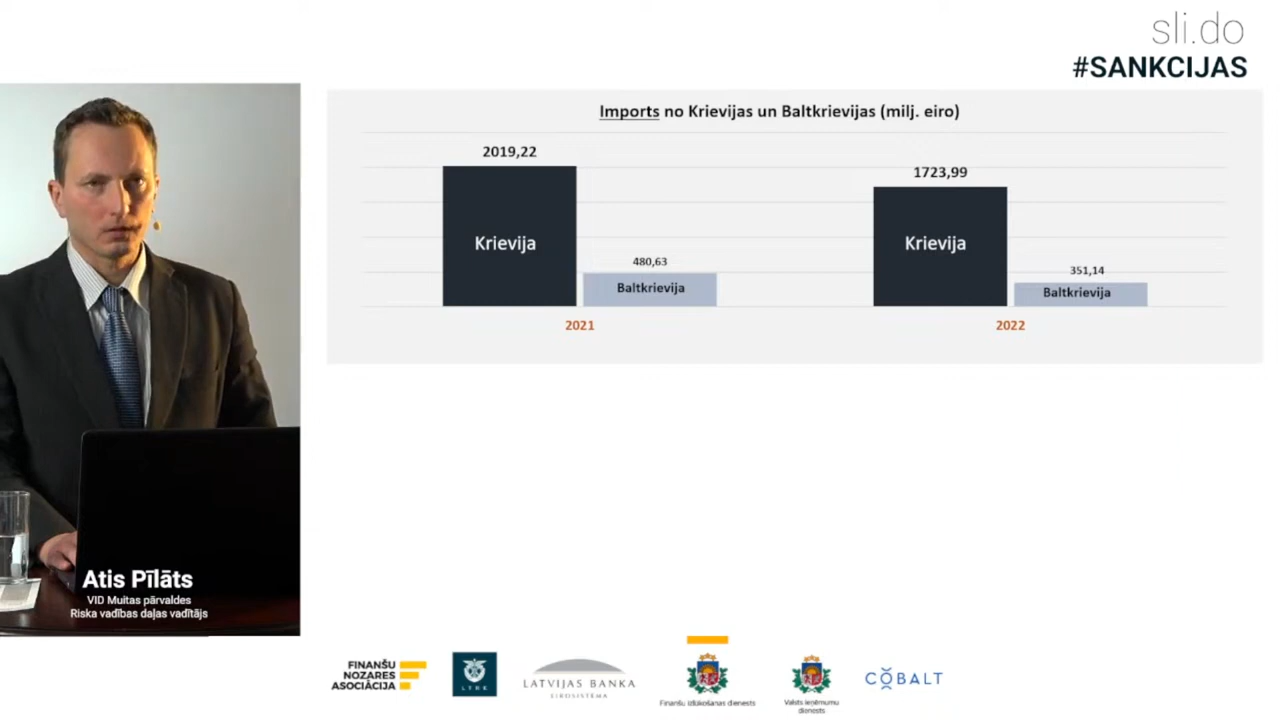 sli.do
#SANKCIJAS
Imports no Krievijas un Baltkrievijas (milj. eiro)
2019,22
1723,99
Krievija
Krievija
480,63
351,14
Baltkrievija
Baltkrievija
2021
2022
Atis Pīlāts
VID Muitas pārvaldes
Riska vadības daļas vadītājs
FINANŠU
NOZARES
ASOCIĀCIJA
LTRK
LATVIJAS BANKA
EIROSISTĒMA
Finanšu izlūkošanas dienests
Valsts ieņēmumu
dienests
COBALT